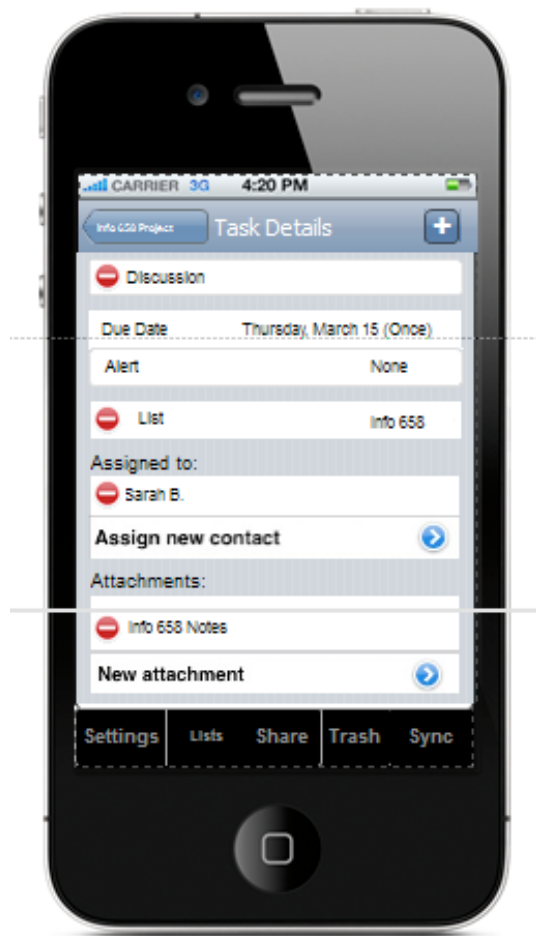 CARRIER 3G 4:20 PM
Info 658 Project Task Details +
Discussion
Due Date Thursday, March 15 (Once)
Alert None
List Info 658
Assigned to:
Sarah B.
Assign new contact
Attachments:
Info 658 Notes
New attachment
Settings Lists Share Trash Sync